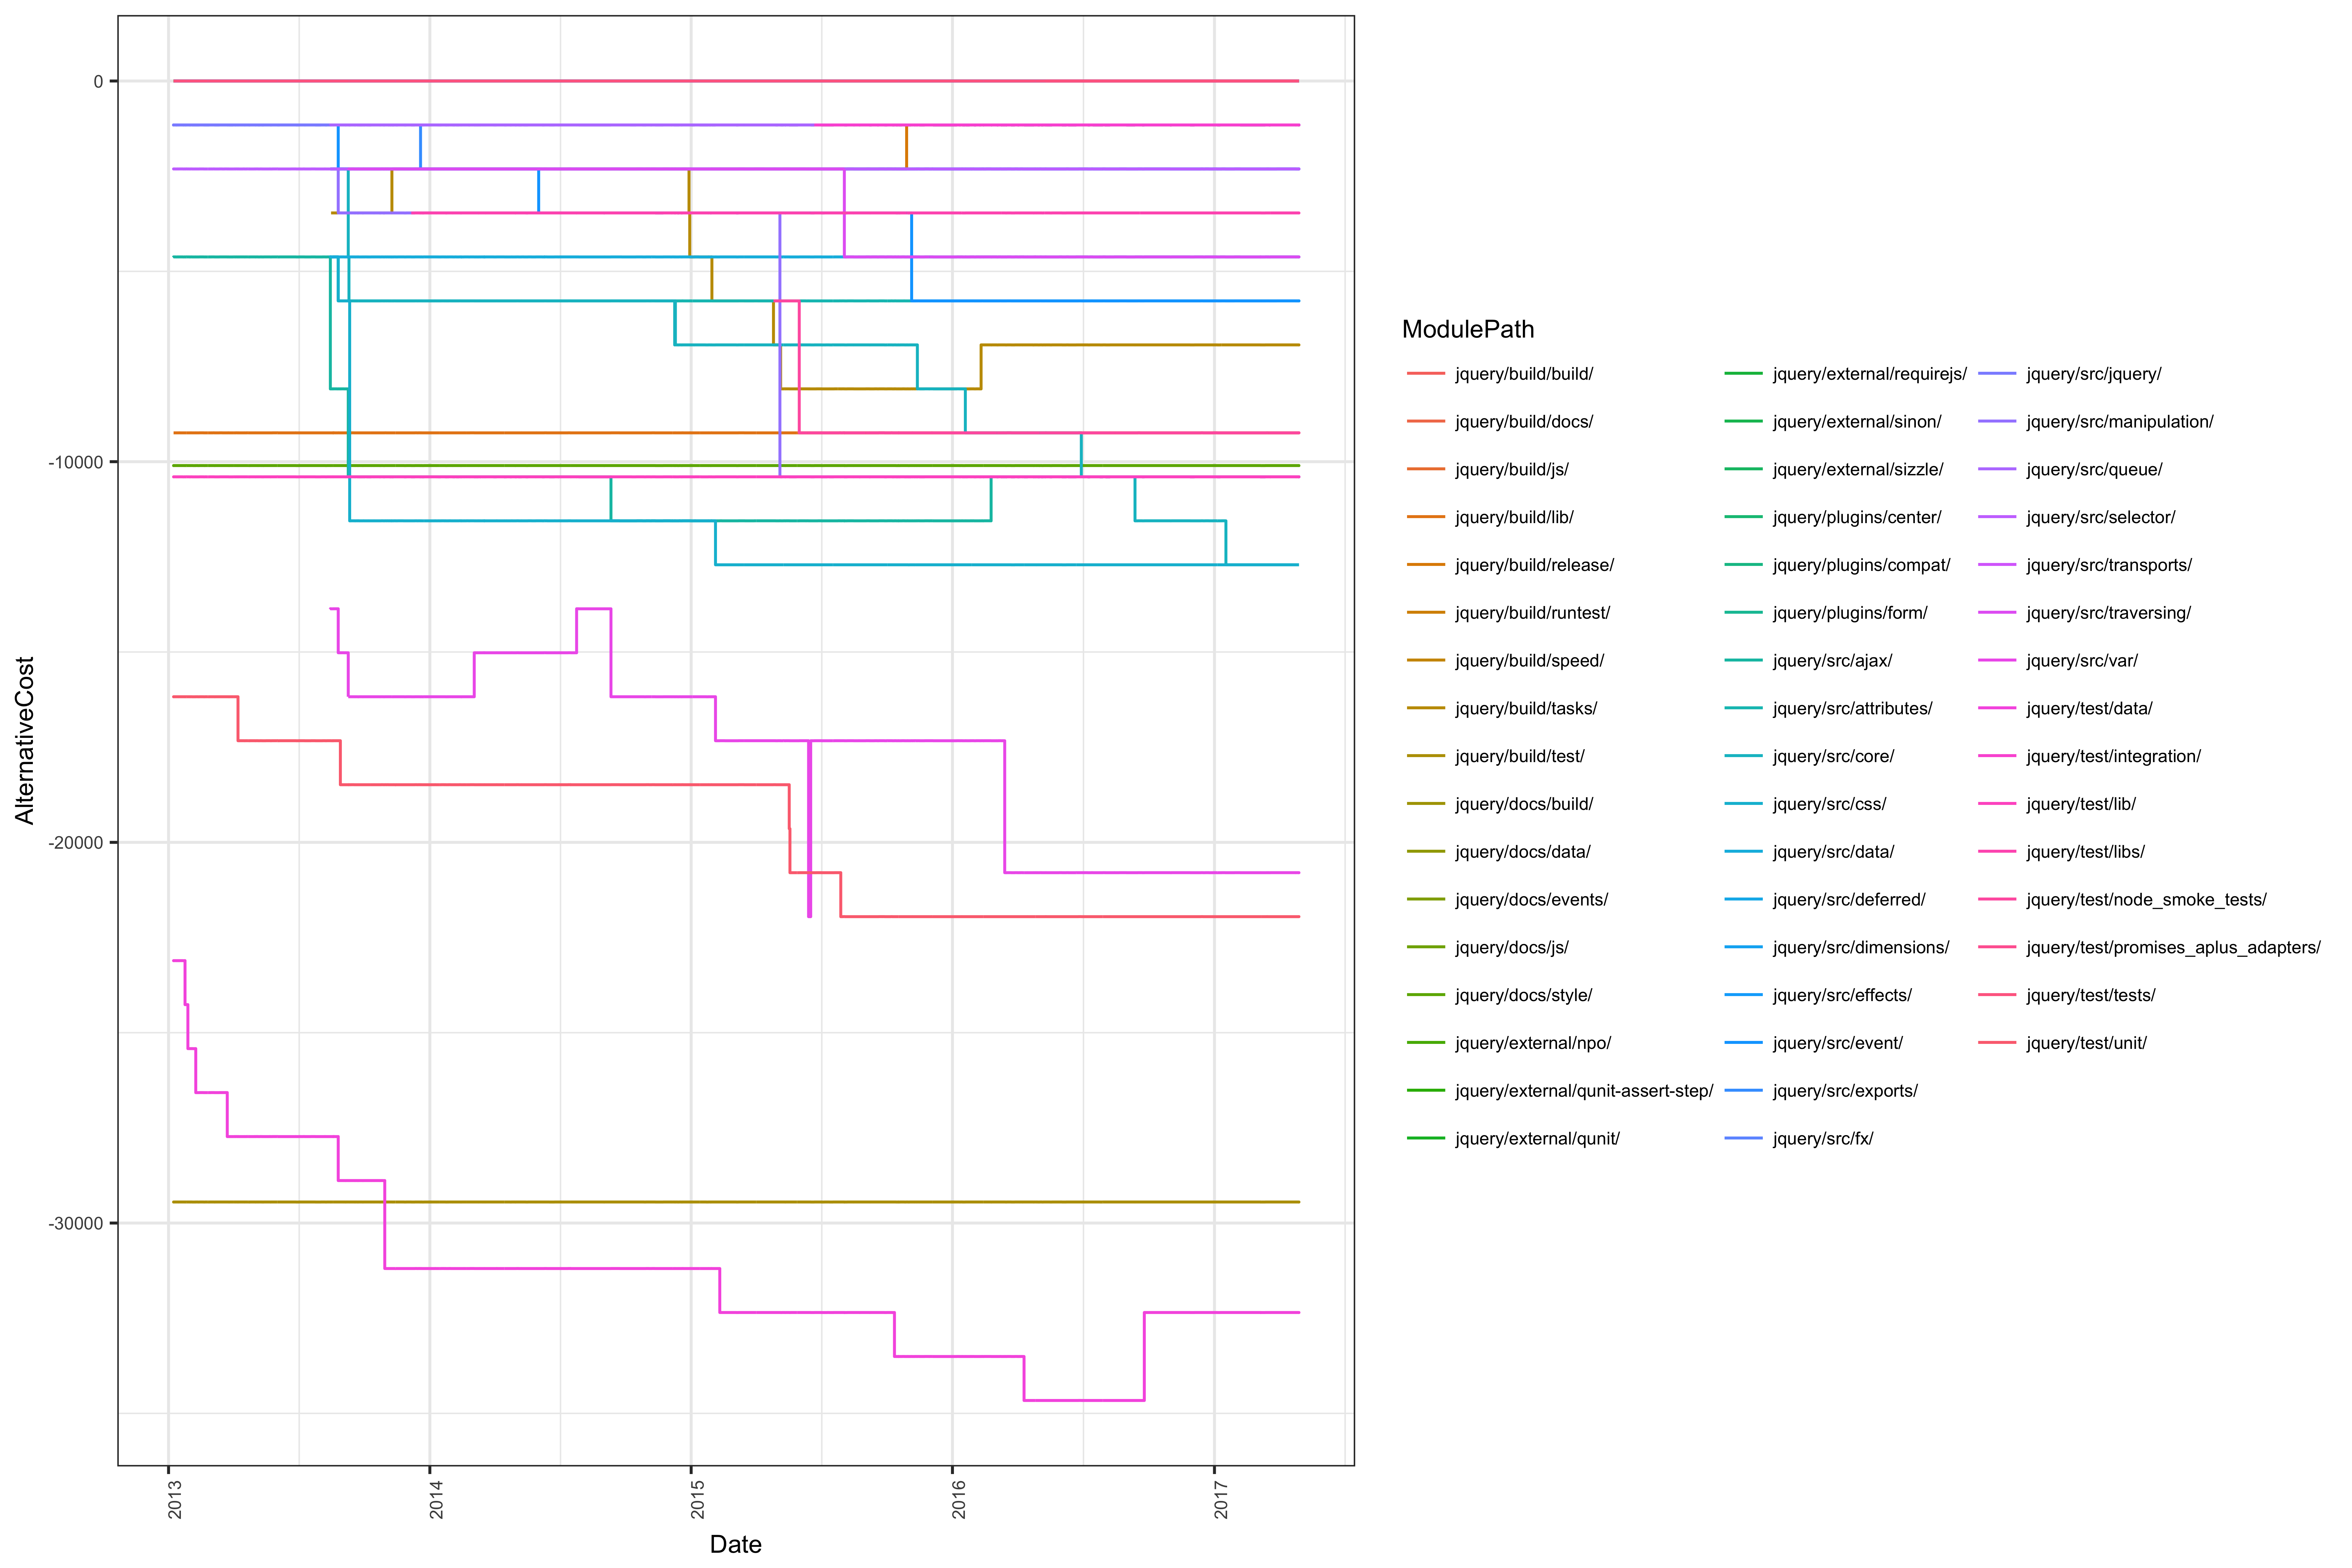 0
-10000
-20000
-30000
AlternativeCost
2013
2014
2015
2016
2017
Date
ModulePath
jquery/build/build/
jquery/build/docs/
jquery/build/js/
jquery/build/lib/
jquery/build/release/
jquery/build/runtest/
jquery/build/speed/
jquery/build/tasks/
jquery/build/test/
jquery/docs/build/
jquery/docs/data/
jquery/docs/events/
jquery/docs/js/
jquery/docs/style/
jquery/external/npo/
jquery/external/qunit-assert-step/
jquery/external/qunit/
jquery/external/requirejs/
jquery/external/sinon/
jquery/external/sizzle/
jquery/plugins/center/
jquery/plugins/compat/
jquery/plugins/form/
jquery/src/ajax/
jquery/src/attributes/
jquery/src/core/
jquery/src/css/
jquery/src/data/
jquery/src/deferred/
jquery/src/dimensions/
jquery/src/effects/
jquery/src/event/
jquery/src/exports/
jquery/src/fx/
jquery/src/jquery/
jquery/src/manipulation/
jquery/src/queue/
jquery/src/selector/
jquery/src/transports/
jquery/src/traversing/
jquery/src/var/
jquery/test/data/
jquery/test/integration/
jquery/test/lib/
jquery/test/libs/
jquery/test/node_smoke_tests/
jquery/test/promises_aplus_adapters/
jquery/test/tests/
jquery/test/unit/